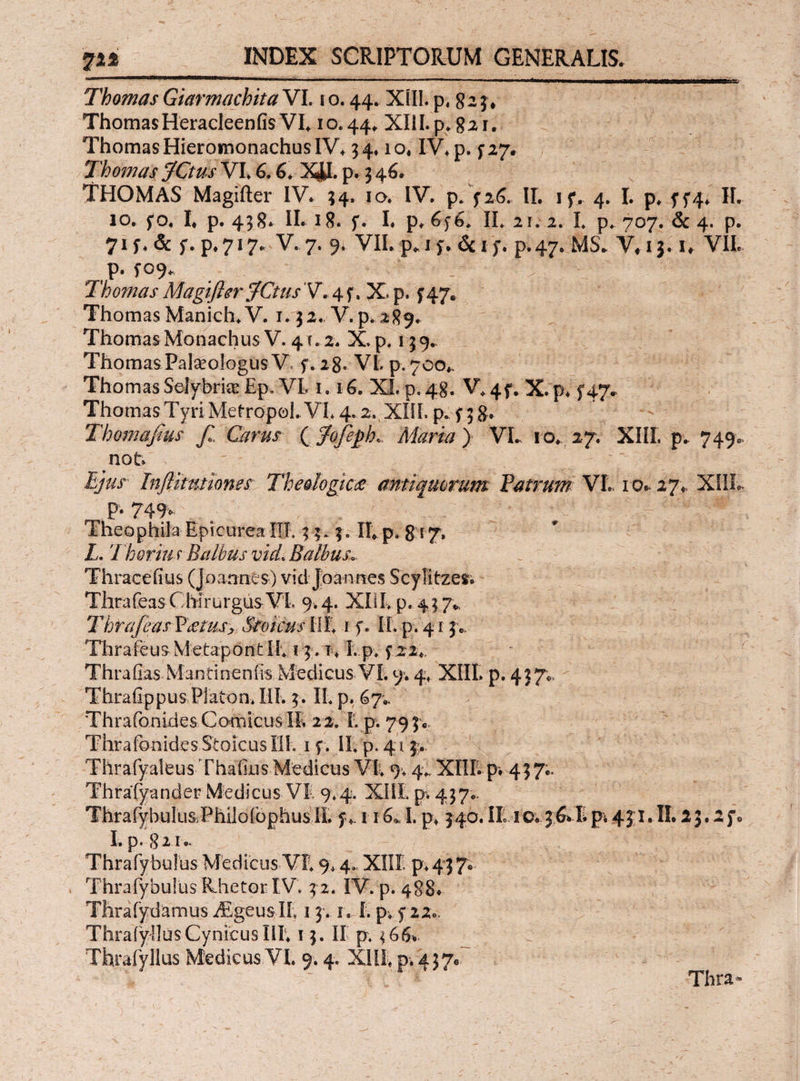 722 INDEX SCRIPTORUM GENERALIS.
Thomas Giarmachita VI. 10. 44. XIII. p. 823.
Thomas Heracleenſis VI. 10. 44. XIII. p. 821.
Thomas Hieromonachus IV. 34. 10. IV. p. 527.
Thomas JCtus VI. 6. 6. XII. p. 346.
THOMAS Magiſter IV. 34. 10. IV. p. 526. II. 15. 4. I. p. 554. II.
10. 50. I. p. 438. II. 18. 5. I. p. 656. II. 21. 2. I. p. 707. & 4. p.
715. & 5. p. 717. V. 7. 9. VII. p. 15. & 15. p. 47. MS. V. 13. 1. VII.
p. 509.
Thomas Magiſter JCtus V. 45. X. p. 547.
Thomas Manich. V. 1. 32. V. p. 289.
Thomas Monachus V. 41. 2. X. p. 139.
Thomas Palæologus V. 5. 28. VI. p. 700.
Thomas Selybriæ Ep. VI. 1. 16. XI. p. 48. V. 45. X. p. 547.
Thomas Tyri Metropol. VI. 4. 2. XIII. p. 538.
Thomaſius ſ. Carus (Joſeph. Maria) VI. 10. 27. XIII. p. 749.
not.
Ejus Inſtitutiones Theologicæ antiquorum Patrum VI. 10. 27. XIII.
p. 749.
Theophila Epicurea III. 33. 3. II. p. 817.
L. Thorius Balbus vid. Balbus.
Thraceſius (Joannes) vid Joannes Scylitzes.
Thraſeas Chirurgus VI. 9. 4. XIII. p. 437.
Thraſeas Pætus, Stoicus III. 15. II. p. 413.
Thraſeus Metapont II. 13. 1. I. p. 522.
Thraſias Mantinenſis Medicus VI. 9. 4. XIII. p. 437.
Thraſippus Platon. III. 3. II. p. 67.
Thraſonides Comicus II. 22. I. p. 793.
Thraſonides Stoicus III. 15. II. p. 413.
Thraſyaleus Thaſius Medicus VI. 9. 4. XIII. p. 437.
Thraſyander Medicus VI. 9. 4. XIII. p. 437.
Thraſybulus Philoſophus II. 5. 116. I. p. 340. II. 10. 36. I. p. 431. II. 23. 25.
I. p. 821.
Thraſybulus Medicus VI. 9. 4. XIII. p. 437.
Thraſybulus Rhetor IV. 32. IV. p. 488.
Thraſydamus Ægeus II. 13. 1. I. p. 522.
Thraſyllus Cynicus III. 13. II p. 366.
Thraſyllus Medicus VI. 9. 4. XIII. p. 437.
Thra-